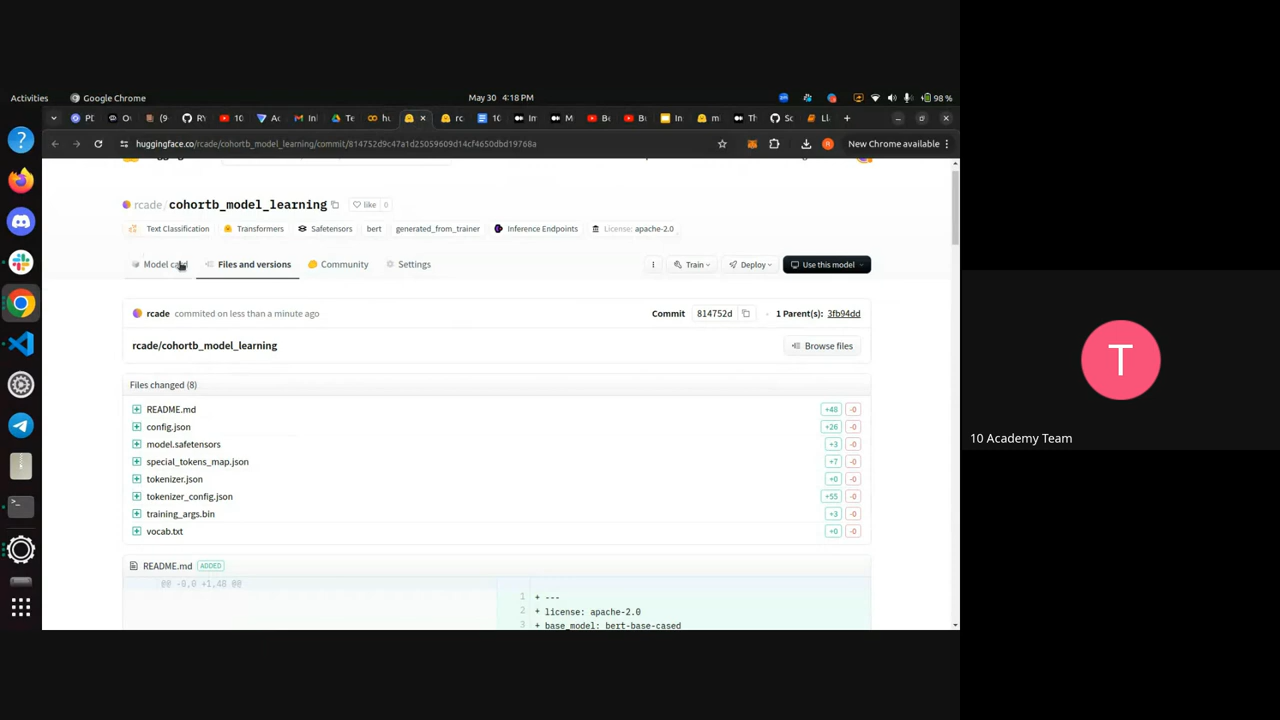 Activities
Google Chrome
May 30 4:18 PM
98 %
huggingface.co/rcade/cohortb_model_learning/commit/814752d9c47a1d25059609d14cf4650dbd19768a
New Chrome available
rcade/cohortb_model_learning
like 0
Text Classification
Transformers
Safetensors
bert
generated_from_trainer
Inference Endpoints
License: apache-2.0
Model card
Files and versions
Community
Settings
Train
Deploy
Use this model
rcade commited on less than a minute ago
Commit 814752d
1 Parent(s): 3fb94dd
rcade/cohortb_model_learning
Browse files
Files changed (8)
README.md +48 -0
config.json +26 -0
model.safetensors +3 -0
special_tokens_map.json +7 -0
tokenizer.json +0 -0
tokenizer_config.json +55 -0
training_args.bin +3 -0
vocab.txt +0 -0
README.md ADDED
@@ -0,0 +1,48 @@
1 + ---
2 + license: apache-2.0
3 + base_model: bert-base-cased
T
10 Academy Team